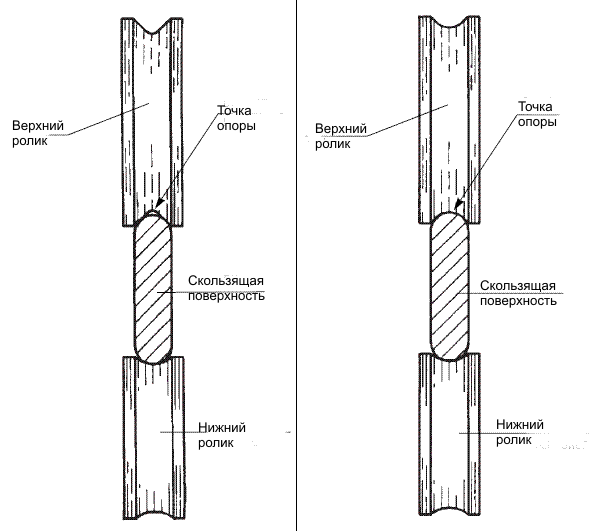 Точка
опоры
Верхний
ролик
Скользящая
поверхность
Нижний
ролик
Точка
опоры
Верхний
ролик
Скользящая
поверхность
Нижний
ролик